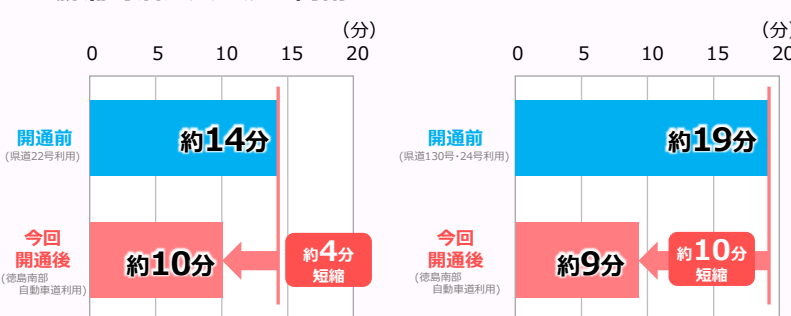 (分)
0 5 10 15 20
開通前
(県道22号利用)
約14分
今回
開通後
(徳島南部
自動車道利用)
約10分
約4分
短縮
(分)
0 5 10 15 20
開通前
(県道130号・24号利用)
約19分
今回
開通後
(徳島南部
自動車道利用)
約9分
約10分
短縮